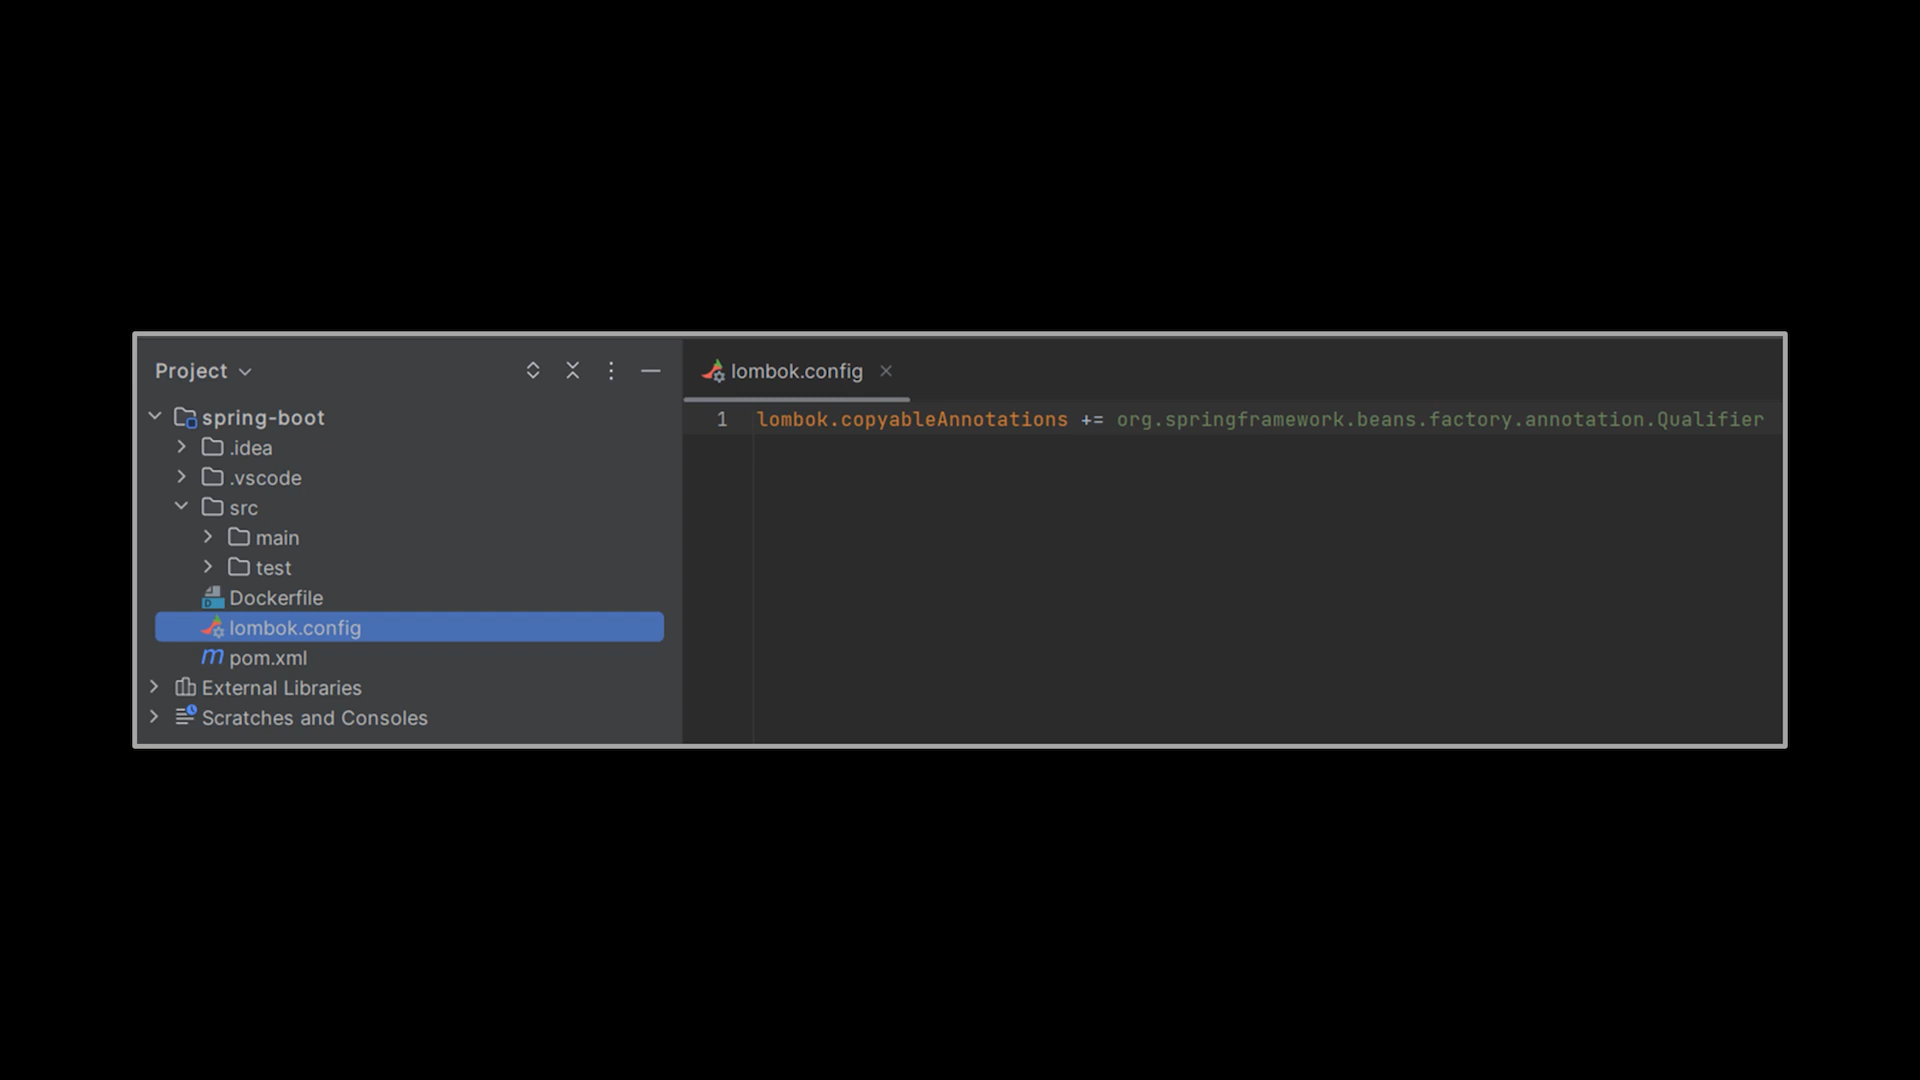 Project
spring-boot
.idea
.vscode
src
main
test
Dockerfile
lombok.config
pom.xml
External Libraries
Scratches and Consoles
lombok.config
1 lombok.copyableAnnotations += org.springframework.beans.factory.annotation.Qualifier